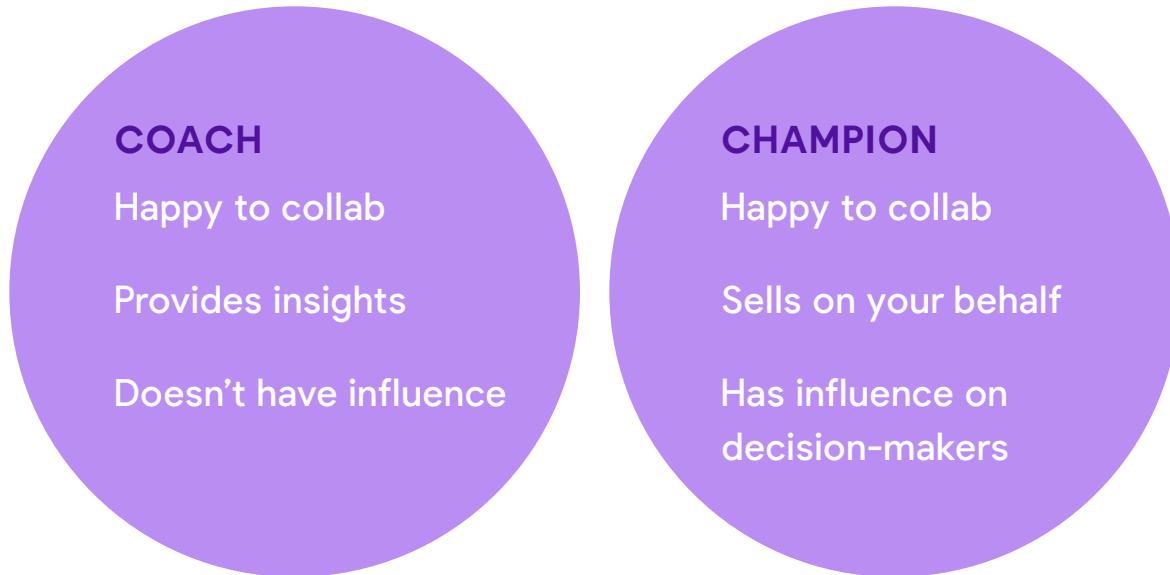 COACH
Happy to collab
Provides insights
Doesn’t have influence
CHAMPION
Happy to collab
Sells on your behalf
Has influence on
decision-makers